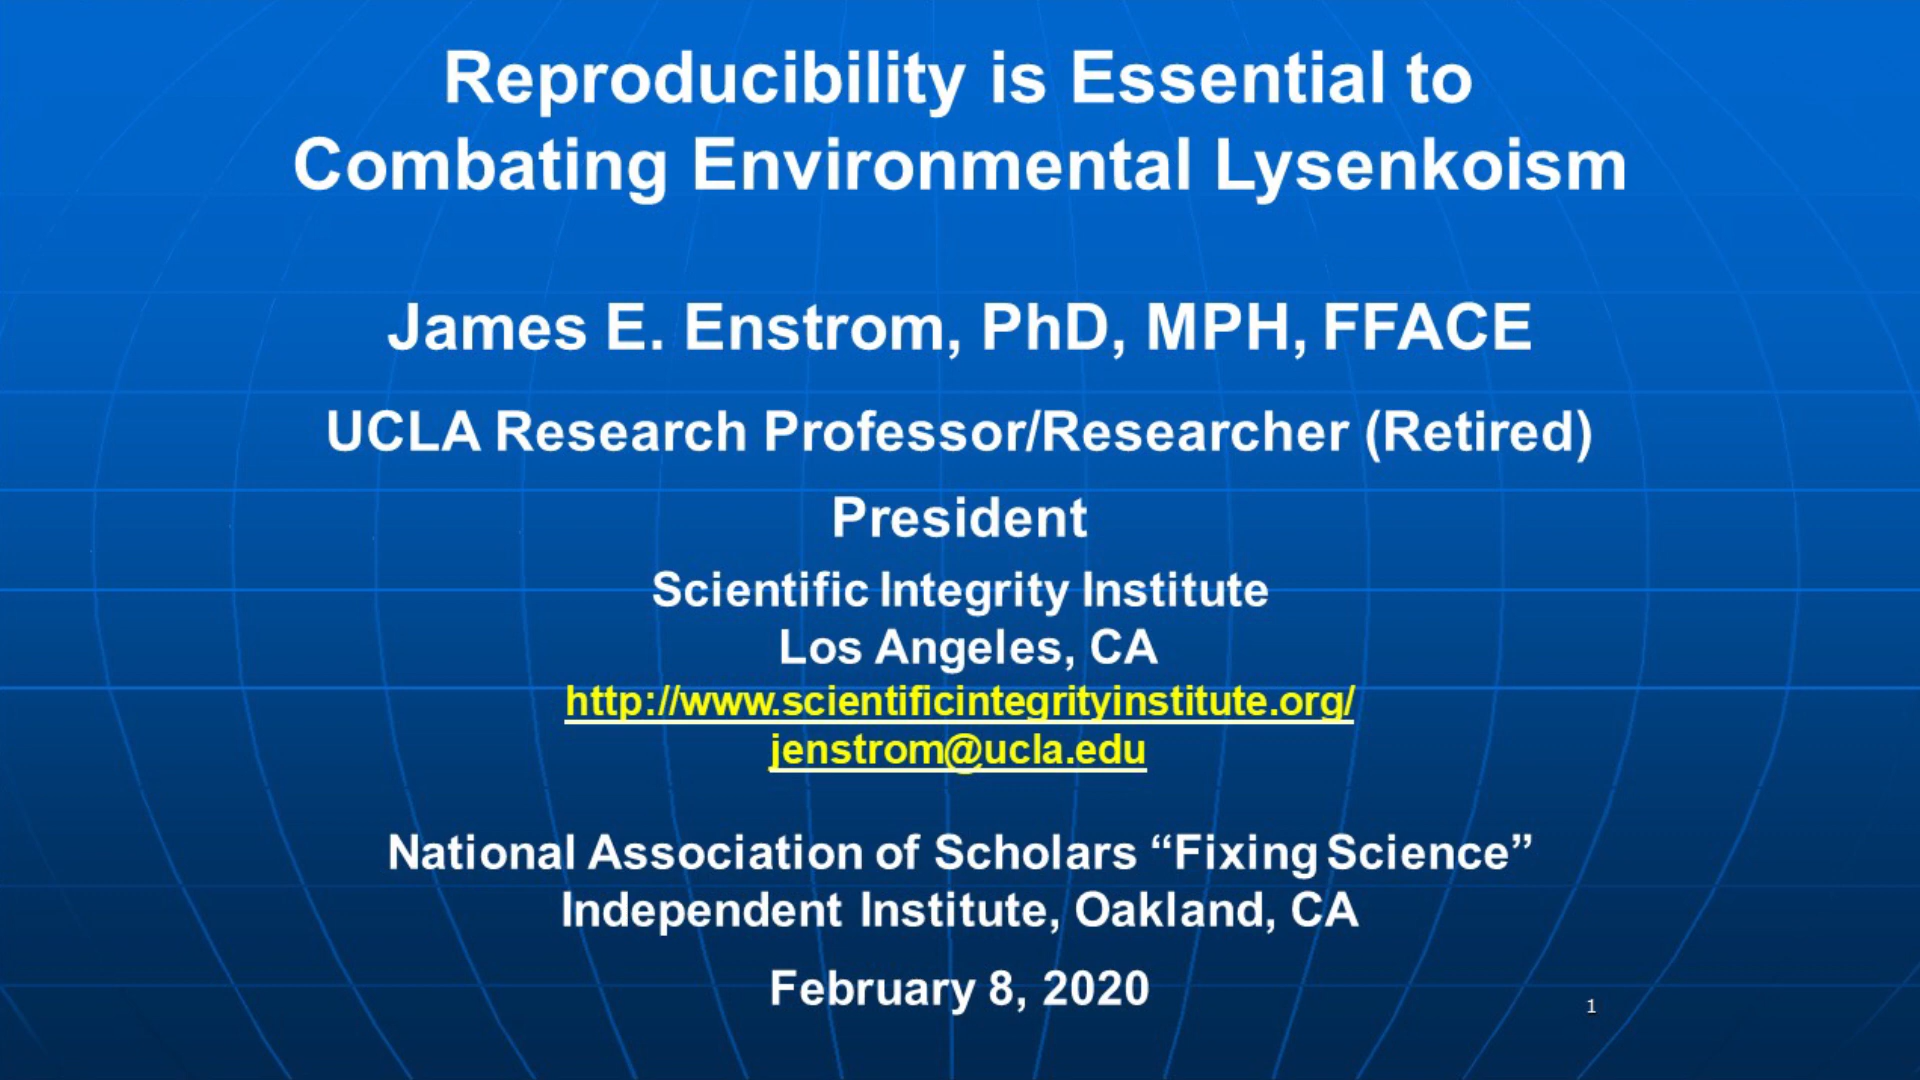 Reproducibility is Essential to
Combating Environmental Lysenkoism
James E. Enstrom, PhD, MPH, FFACE
UCLA Research Professor/Researcher (Retired)
President
Scientific Integrity Institute
Los Angeles, CA
http://www.scientificintegrityinstitute.org/
jenstrom@ucla.edu
National Association of Scholars “Fixing Science”
Independent Institute, Oakland, CA
February 8, 2020
1